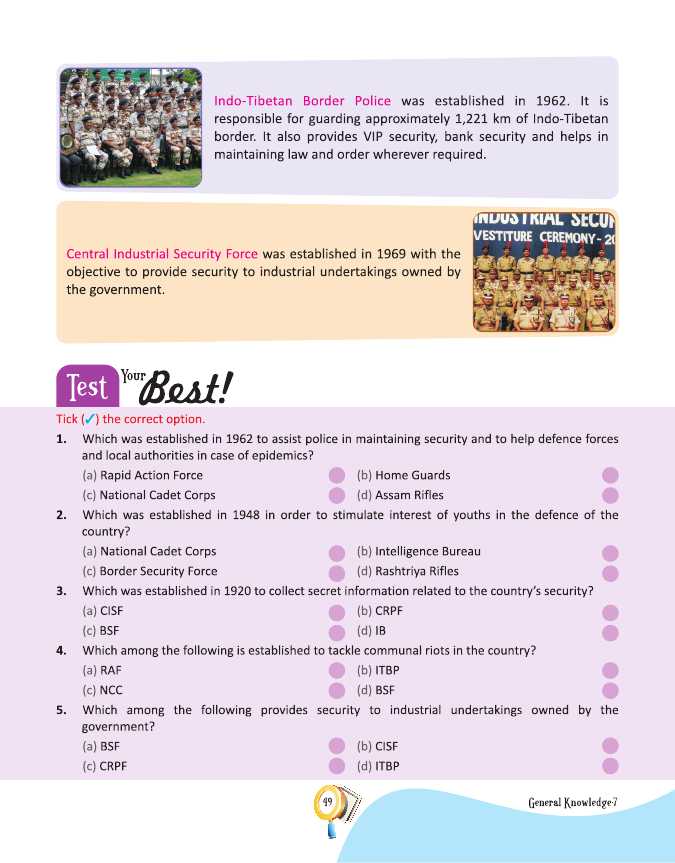 Indo-Tibetan Border Police was established in 1962. It is
responsible for guarding approximately 1,221 km of Indo-Tibetan
border. It also provides VIP security, bank security and helps in
maintaining law and order wherever required.
INDUSTRIAL SECUR
VESTITURE CEREMONY-20
Central Industrial Security Force was established in 1969 with the
objective to provide security to industrial undertakings owned by
the government.
Test Your Best!
Tick (✓) the correct option.
1. Which was established in 1962 to assist police in maintaining security and to help defence forces
and local authorities in case of epidemics?
(a) Rapid Action Force (b) Home Guards
(c) National Cadet Corps (d) Assam Rifles
2. Which was established in 1948 in order to stimulate interest of youths in the defence of the
country?
(a) National Cadet Corps (b) Intelligence Bureau
(c) Border Security Force (d) Rashtriya Rifles
3. Which was established in 1920 to collect secret information related to the country's security?
(a) CISF (b) CRPF
(c) BSF (d) IB
4. Which among the following is established to tackle communal riots in the country?
(a) RAF (b) ITBP
(c) NCC (d) BSF
5. Which among the following provides security to industrial undertakings owned by the
government?
(a) BSF (b) CISF
(c) CRPF (d) ITBP
49
General Knowledge-7